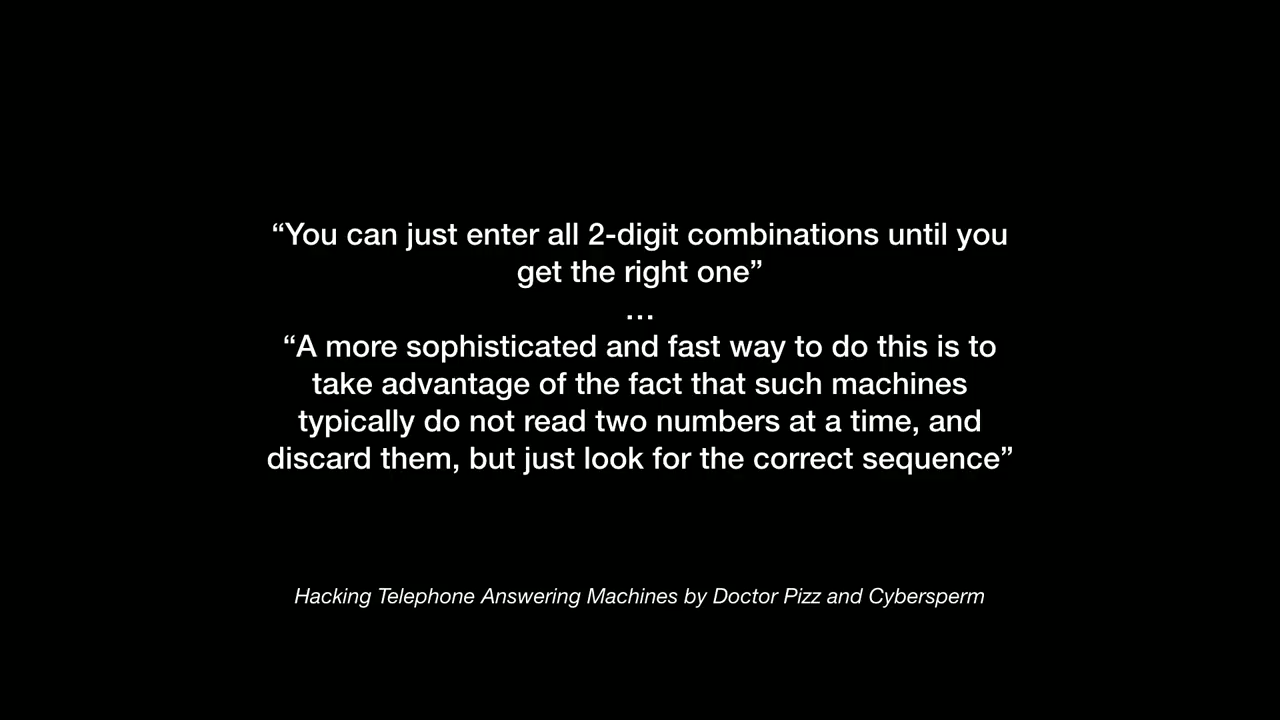 “You can just enter all 2-digit combinations until you
get the right one”
…
“A more sophisticated and fast way to do this is to
take advantage of the fact that such machines
typically do not read two numbers at a time, and
discard them, but just look for the correct sequence”
Hacking Telephone Answering Machines by Doctor Pizz and Cybersperm